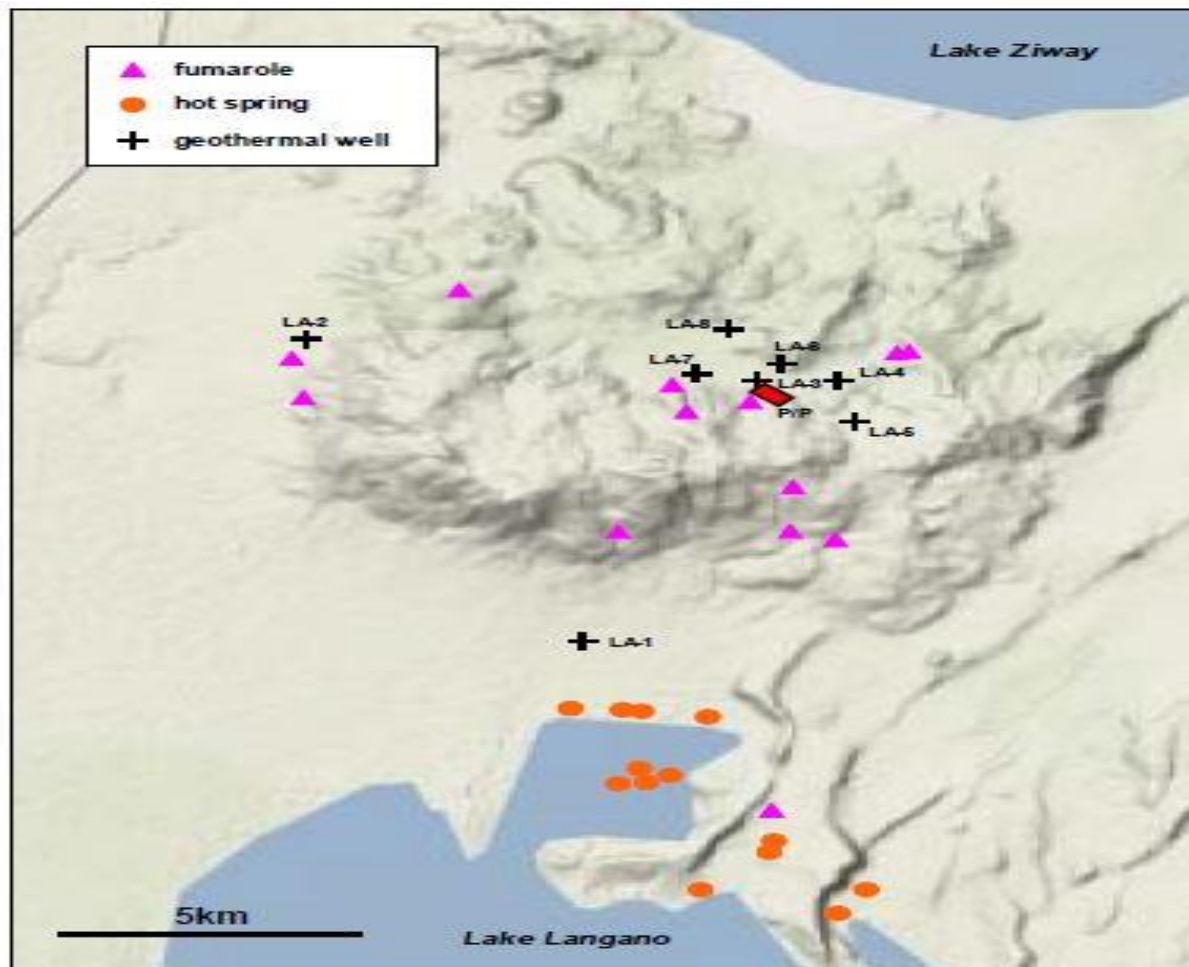 Lake Ziway
fumarole
hot spring
geothermal well
LA-2
LA-8
LA-6
LA-7
LA-3
LA-4
P/P
LA-5
LA-1
5km
Lake Langano